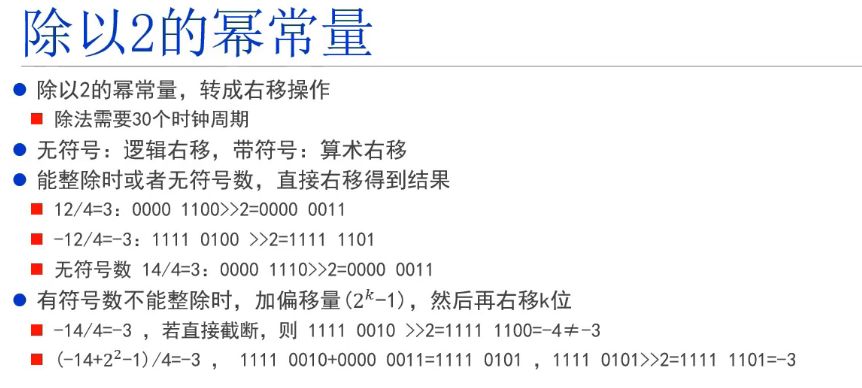 除以2的幂常量
除以2的幂常量，转成右移操作
除法需要30个时钟周期
无符号：逻辑右移，带符号：算术右移
能整除时或者无符号数，直接右移得到结果
12/4=3：0000 1100>>2=0000 0011
-12/4=-3：1111 0100 >>2=1111 1101
无符号数 14/4=3：0000 1110>>2=0000 0011
有符号数不能整除时，加偏移量(2^k-1)，然后再右移k位
-14/4=-3 ，若直接截断，则 1111 0010 >>2=1111 1100=-4≠-3
(-14+2²-1)/4=-3 ， 1111 0010+0000 0011=1111 0101 ，1111 0101>>2=1111 1101=-3